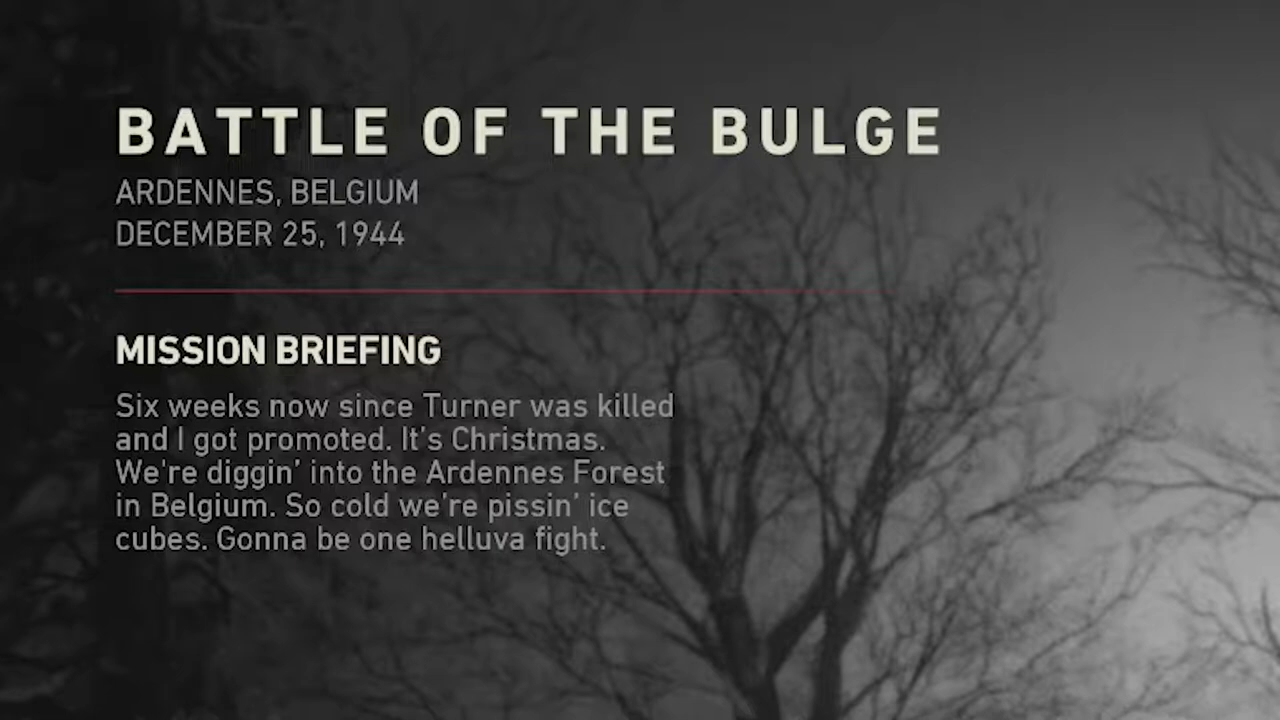 BATTLE OF THE BULGE
ARDENNES, BELGIUM
DECEMBER 25, 1944
MISSION BRIEFING
Six weeks now since Turner was killed
and I got promoted. It's Christmas.
We're diggin' into the Ardennes Forest
in Belgium. So cold we're pissin' ice
cubes. Gonna be one helluva fight.